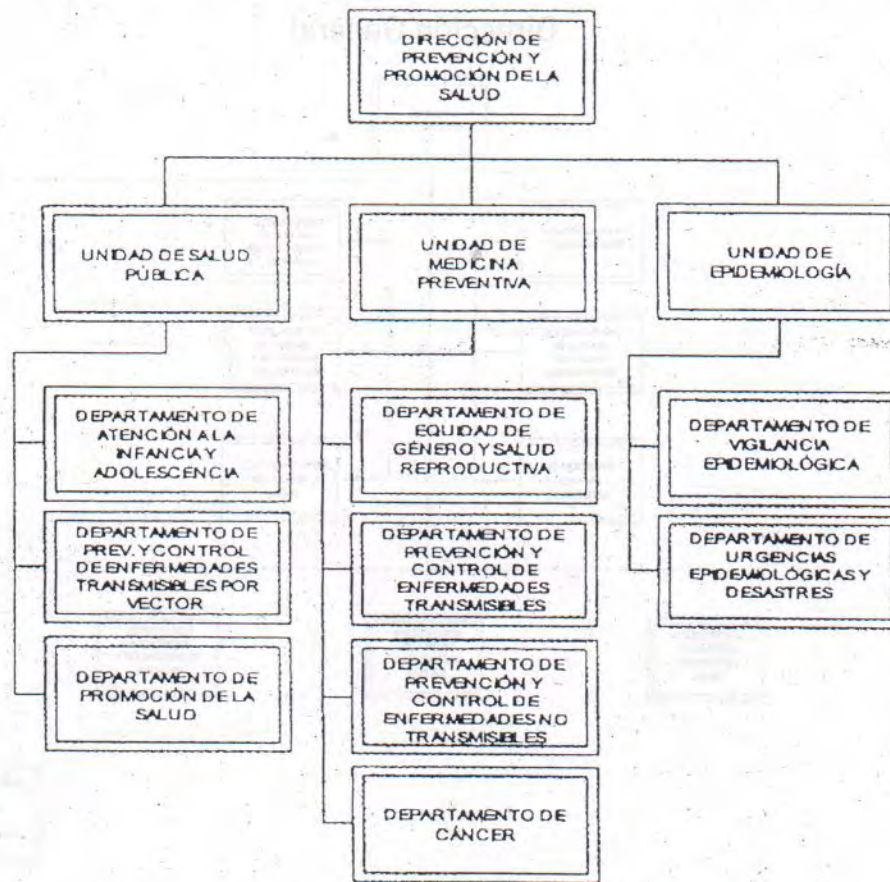 DIRECCIÓN DE
PREVENCIÓN Y
PROMOCIÓN DE LA
SALUD
UNIDAD DE SALUD
PÚBLICA
UNIDAD DE
MEDICINA
PREVENTIVA
UNIDAD DE
EPIDEMIOLOGÍA
DEPARTAMENTO DE
ATENCIÓN A LA
INFANCIA Y
ADOLESCENCIA
DEPARTAMENTO DE
PREV. Y CONTROL
DE ENFERMEDADES
TRANSMISIBLES POR
VECTOR
DEPARTAMENTO DE
PROMOCIÓN DE LA
SALUD
DEPARTAMENTO DE
EQUIDAD DE
GÉNERO Y SALUD
REPRODUCTIVA
DEPARTAMENTO DE
PREVENCIÓN Y
CONTROL DE
ENFERMEDADES
TRANSMISIBLES
DEPARTAMENTO DE
PREVENCIÓN Y
CONTROL DE
ENFERMEDADES NO
TRANSMISIBLES
DEPARTAMENTO DE
CÁNCER
DEPARTAMENTO DE
VIGILANCIA
EPIDEMIOLÓGICA
DEPARTAMENTO DE
URGENCIAS
EPIDEMIOLÓGICAS Y
DESASTRES